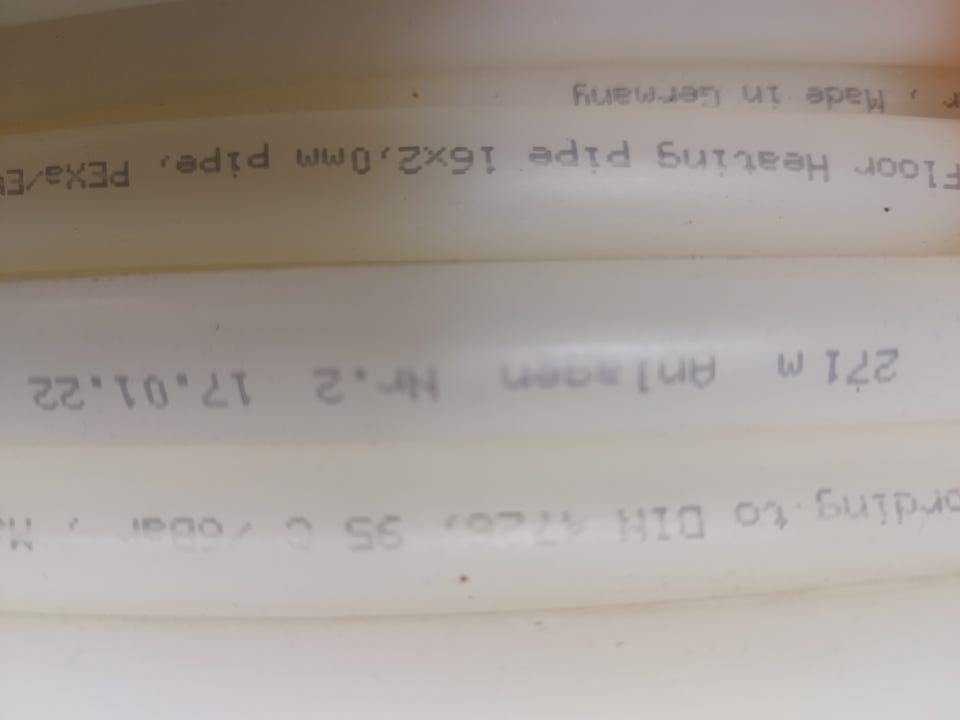 ording to DIN 4726, 95 C /6Bar , M
271 m Anlagen Nr.2 17.01.22
Floor Heating pipe 16x2,0mm pipe, PEXa/E
r , Made in Germany